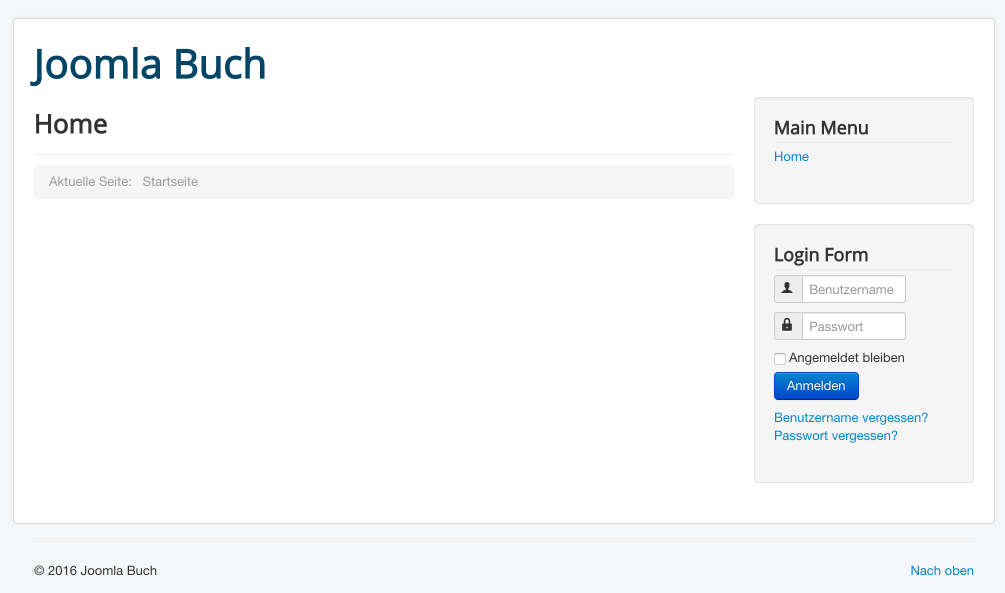 Joomla Buch
Home
Aktuelle Seite: Startseite
Main Menu
Home
Login Form
Benutzername
Passwort
Angemeldet bleiben
Anmelden
Benutzername vergessen?
Passwort vergessen?
© 2016 Joomla Buch
Nach oben